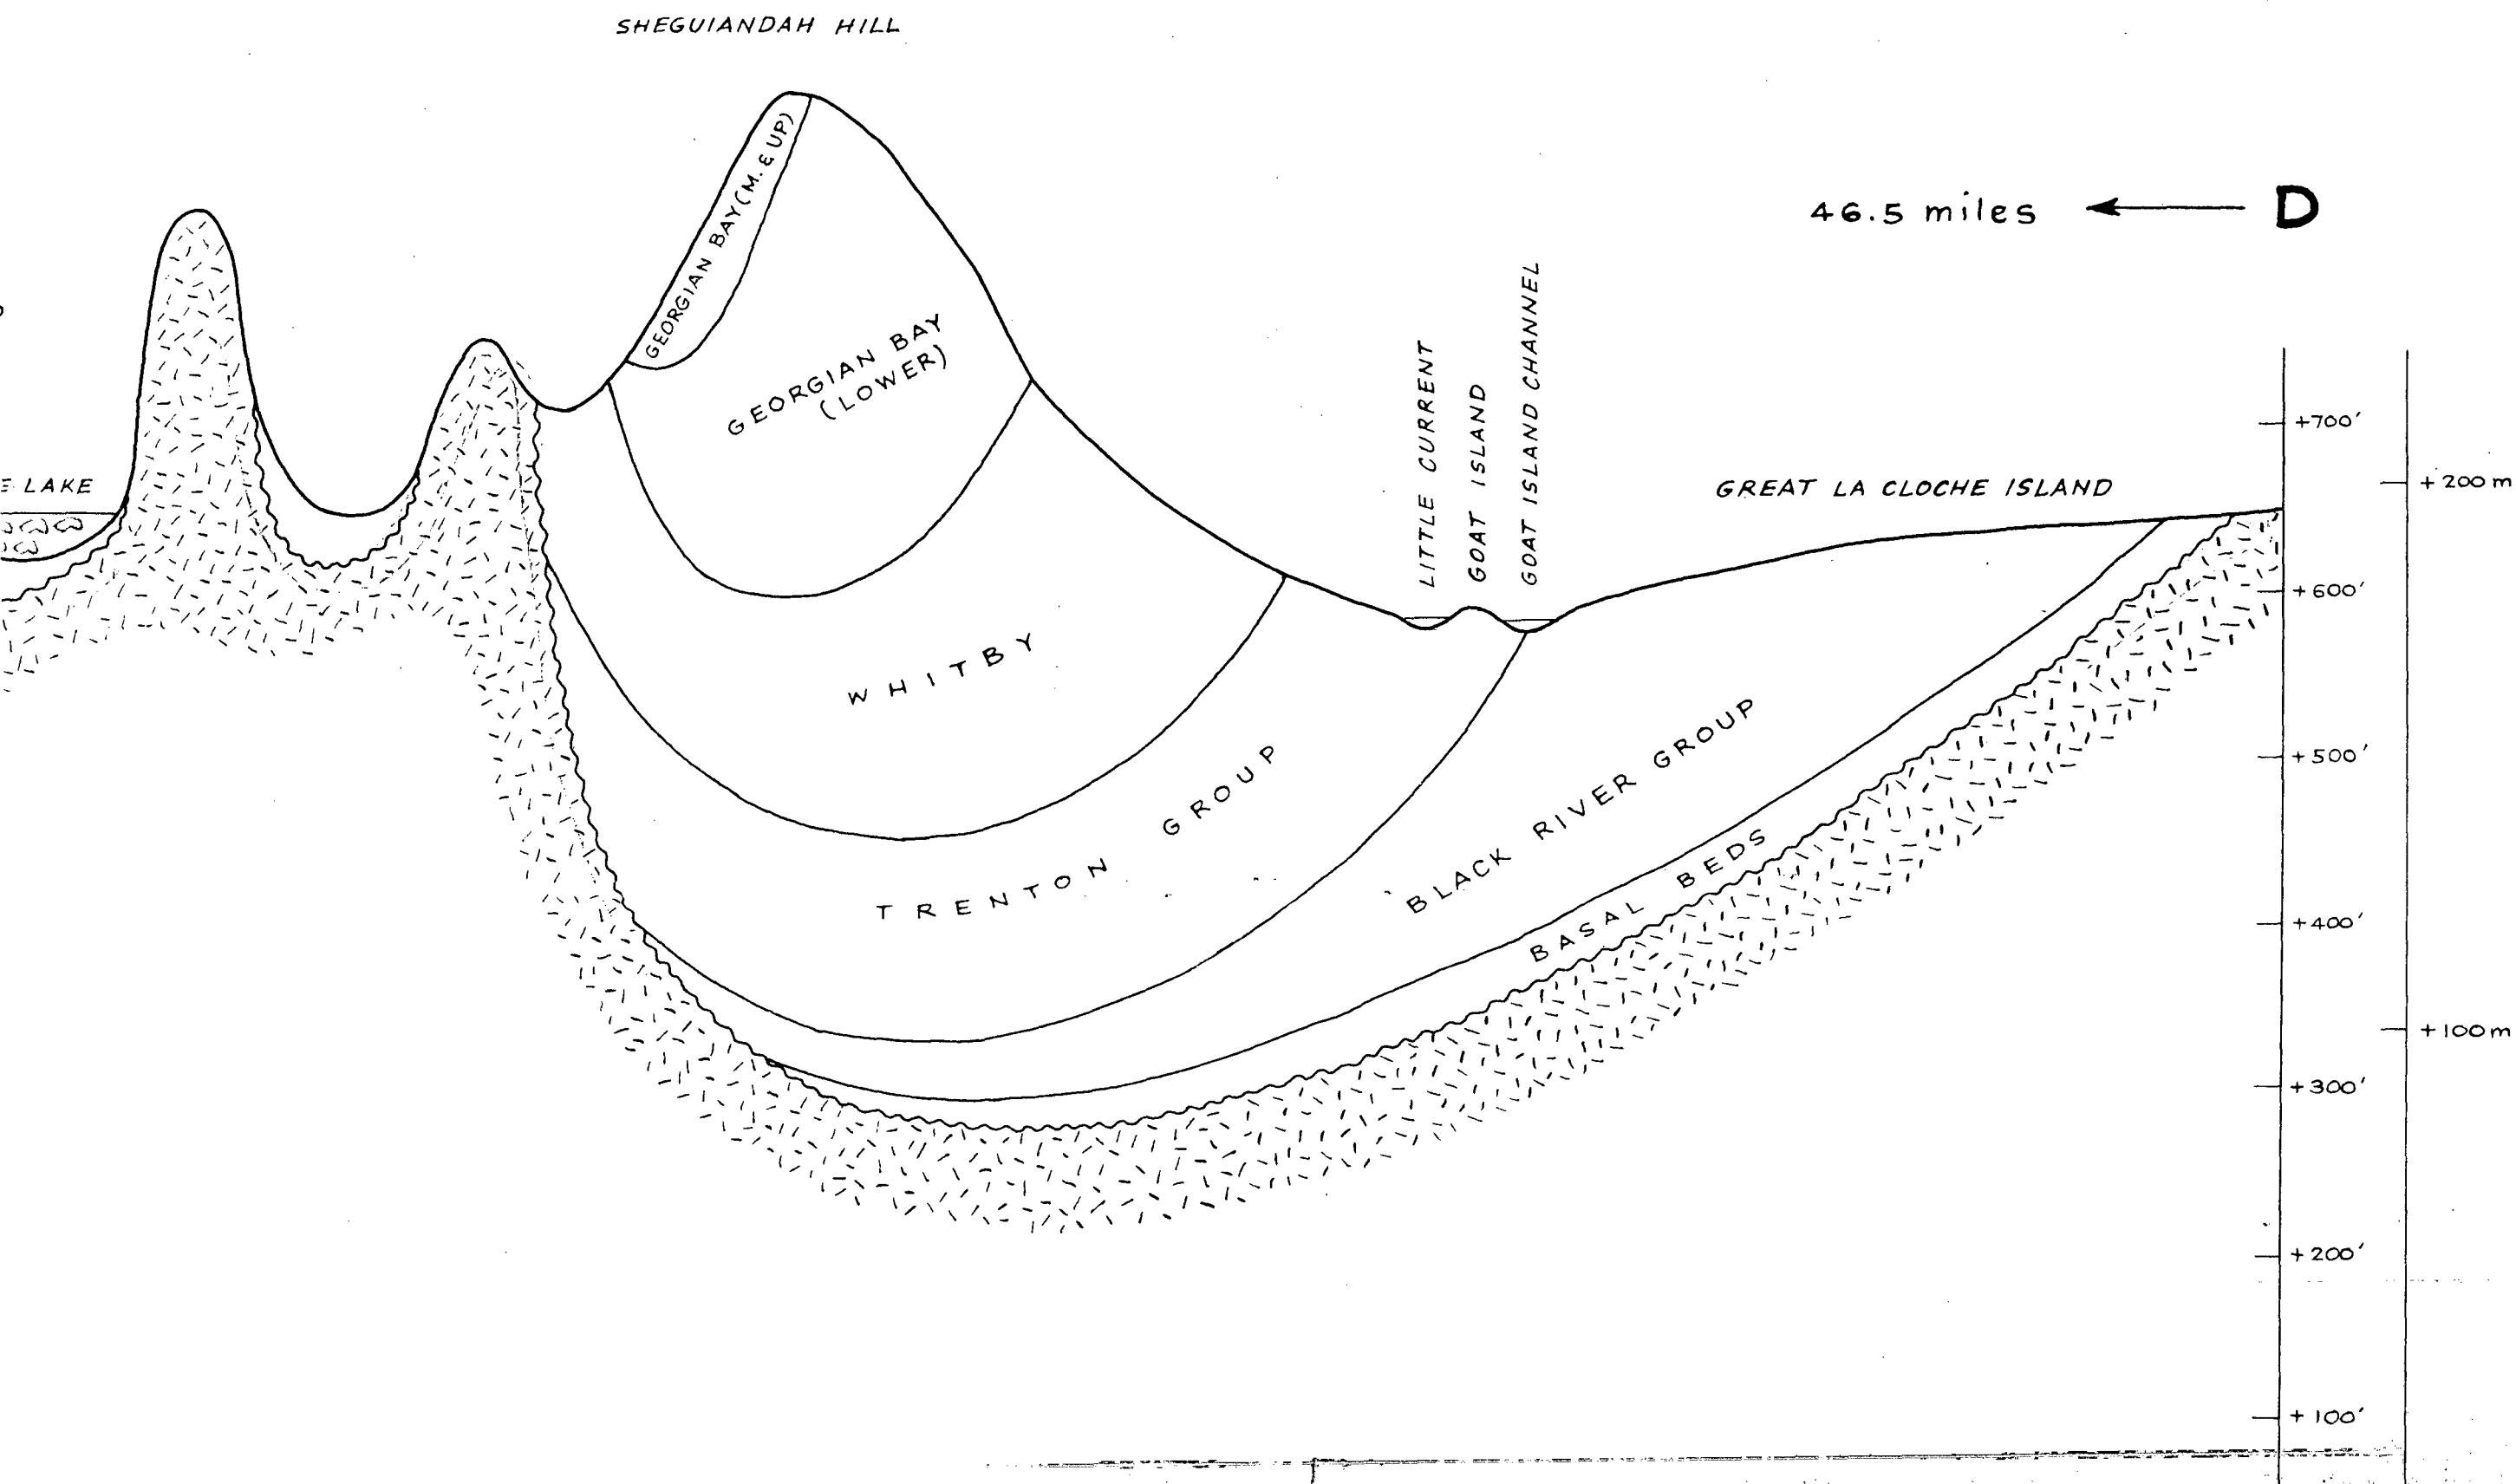 SHEGUIANDAH HILL
46.5 miles
D
GEORGIAN BAY (M. & UP)
GEORGIAN BAY
(LOWER)
LITTLE CURRENT
GOAT ISLAND
GOAT ISLAND CHANNEL
+700'
LAKE
GREAT LA CLOCHE ISLAND
+200m
+600'
WHITBY
+500'
TRENTON GROUP
BLACK RIVER GROUP
BASAL BEDS
+400'
+100m
+300'
+200'
+100'